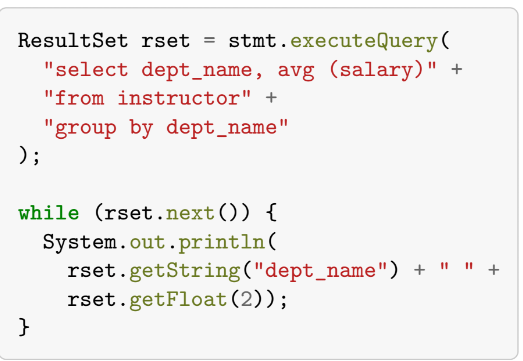 ResultSet rset = stmt.executeQuery(
  "select dept_name, avg (salary)" +
  "from instructor" +
  "group by dept_name"
);

while (rset.next()) {
  System.out.println(
    rset.getString("dept_name") + " " +
    rset.getFloat(2));
}